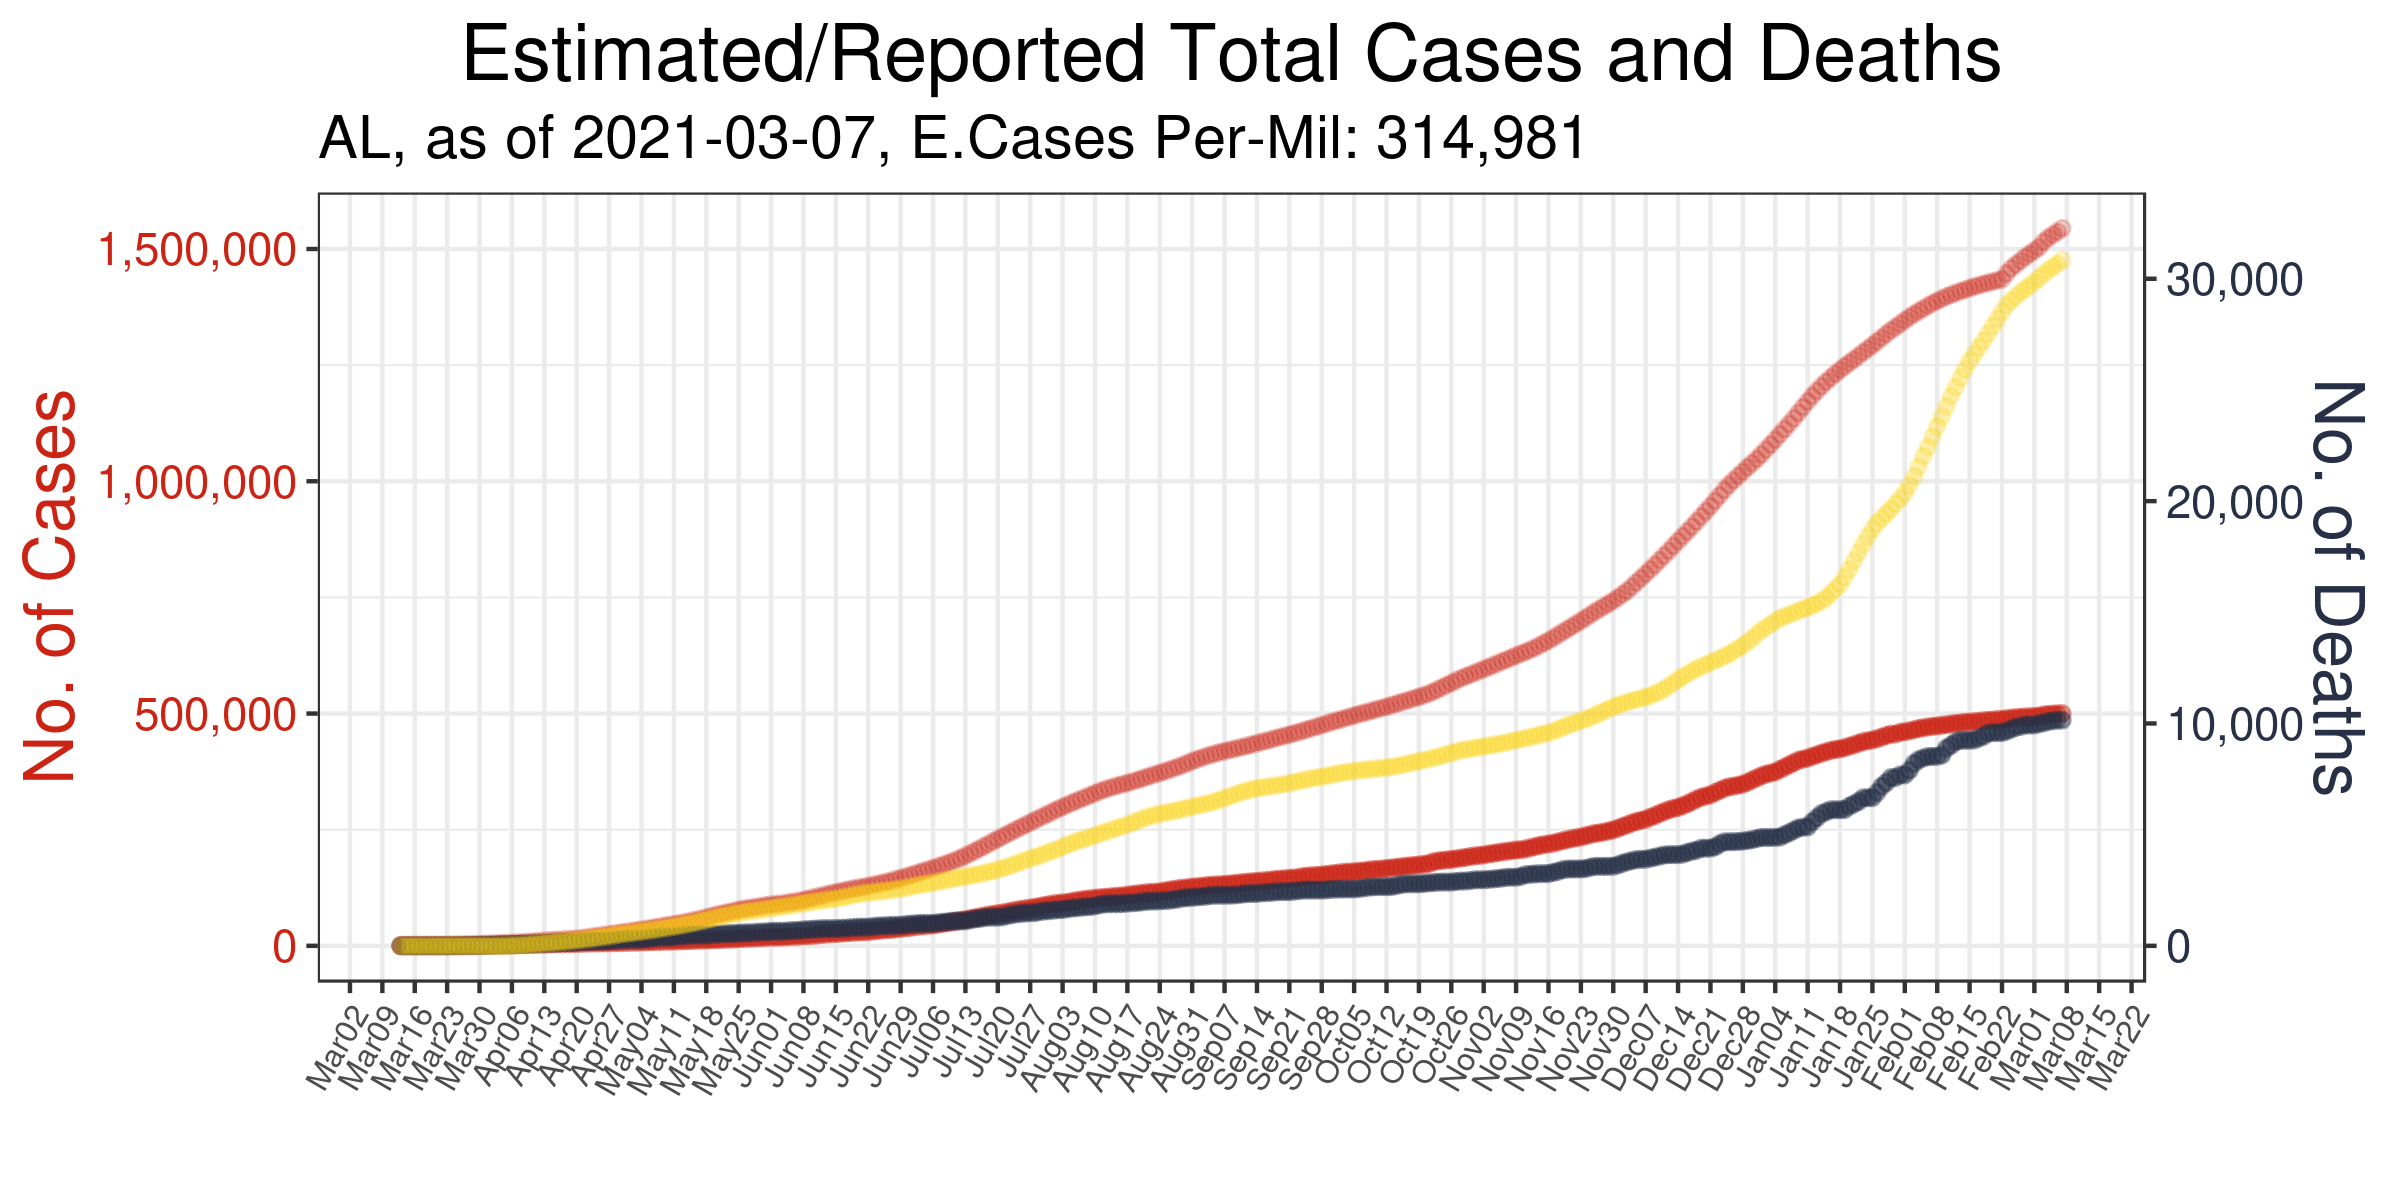 Estimated/Reported Total Cases and Deaths
AL, as of 2021-03-07, E.Cases Per-Mil: 314,981
No. of Cases
1,500,000
1,000,000
500,000
0
No. of Deaths
30,000
20,000
10,000
0
Mar02
Mar09
Mar16
Mar23
Mar30
Apr06
Apr13
Apr20
Apr27
May04
May11
May18
May25
Jun01
Jun08
Jun15
Jun22
Jun29
Jul06
Jul13
Jul20
Jul27
Aug03
Aug10
Aug17
Aug24
Aug31
Sep07
Sep14
Sep21
Sep28
Oct05
Oct12
Oct19
Oct26
Nov02
Nov09
Nov16
Nov23
Nov30
Dec07
Dec14
Dec21
Dec28
Jan04
Jan11
Jan18
Jan25
Feb01
Feb08
Feb15
Feb22
Mar01
Mar08
Mar15
Mar22